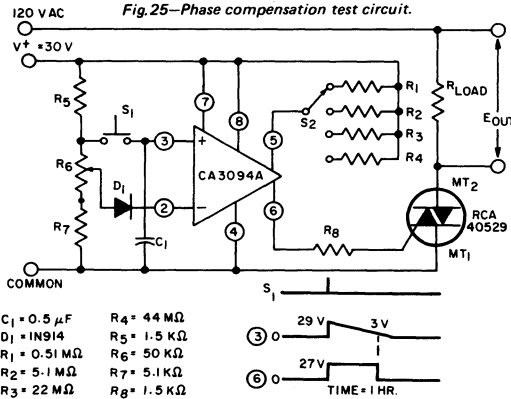 Fig.25—Phase compensation test circuit.
120 V AC
V+ = 30 V
R5
S1
7
8
5
S2
R1
R2
R3
R4
RLOAD
EOUT
3
+
R6
D1
CA3094A
2
−
6
MT2
RCA
40529
R7
C1
4
R8
MT1
COMMON
S1
C1 = 0.5 μF
D1 = 1N914
R1 = 0.51 MΩ
R2 = 5.1 MΩ
R3 = 22 MΩ
R4 = 44 MΩ
R5 = 1.5 KΩ
R6 = 50 KΩ
R7 = 5.1 KΩ
R8 = 1.5 KΩ
29 V
3 V
3 0
27 V
6 0
TIME = 1 HR.